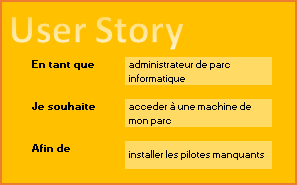 User Story
En tant que administrateur de parc
informatique
Je souhaite acceder à une machine de
mon parc
Afin de installer les pilotes manquants